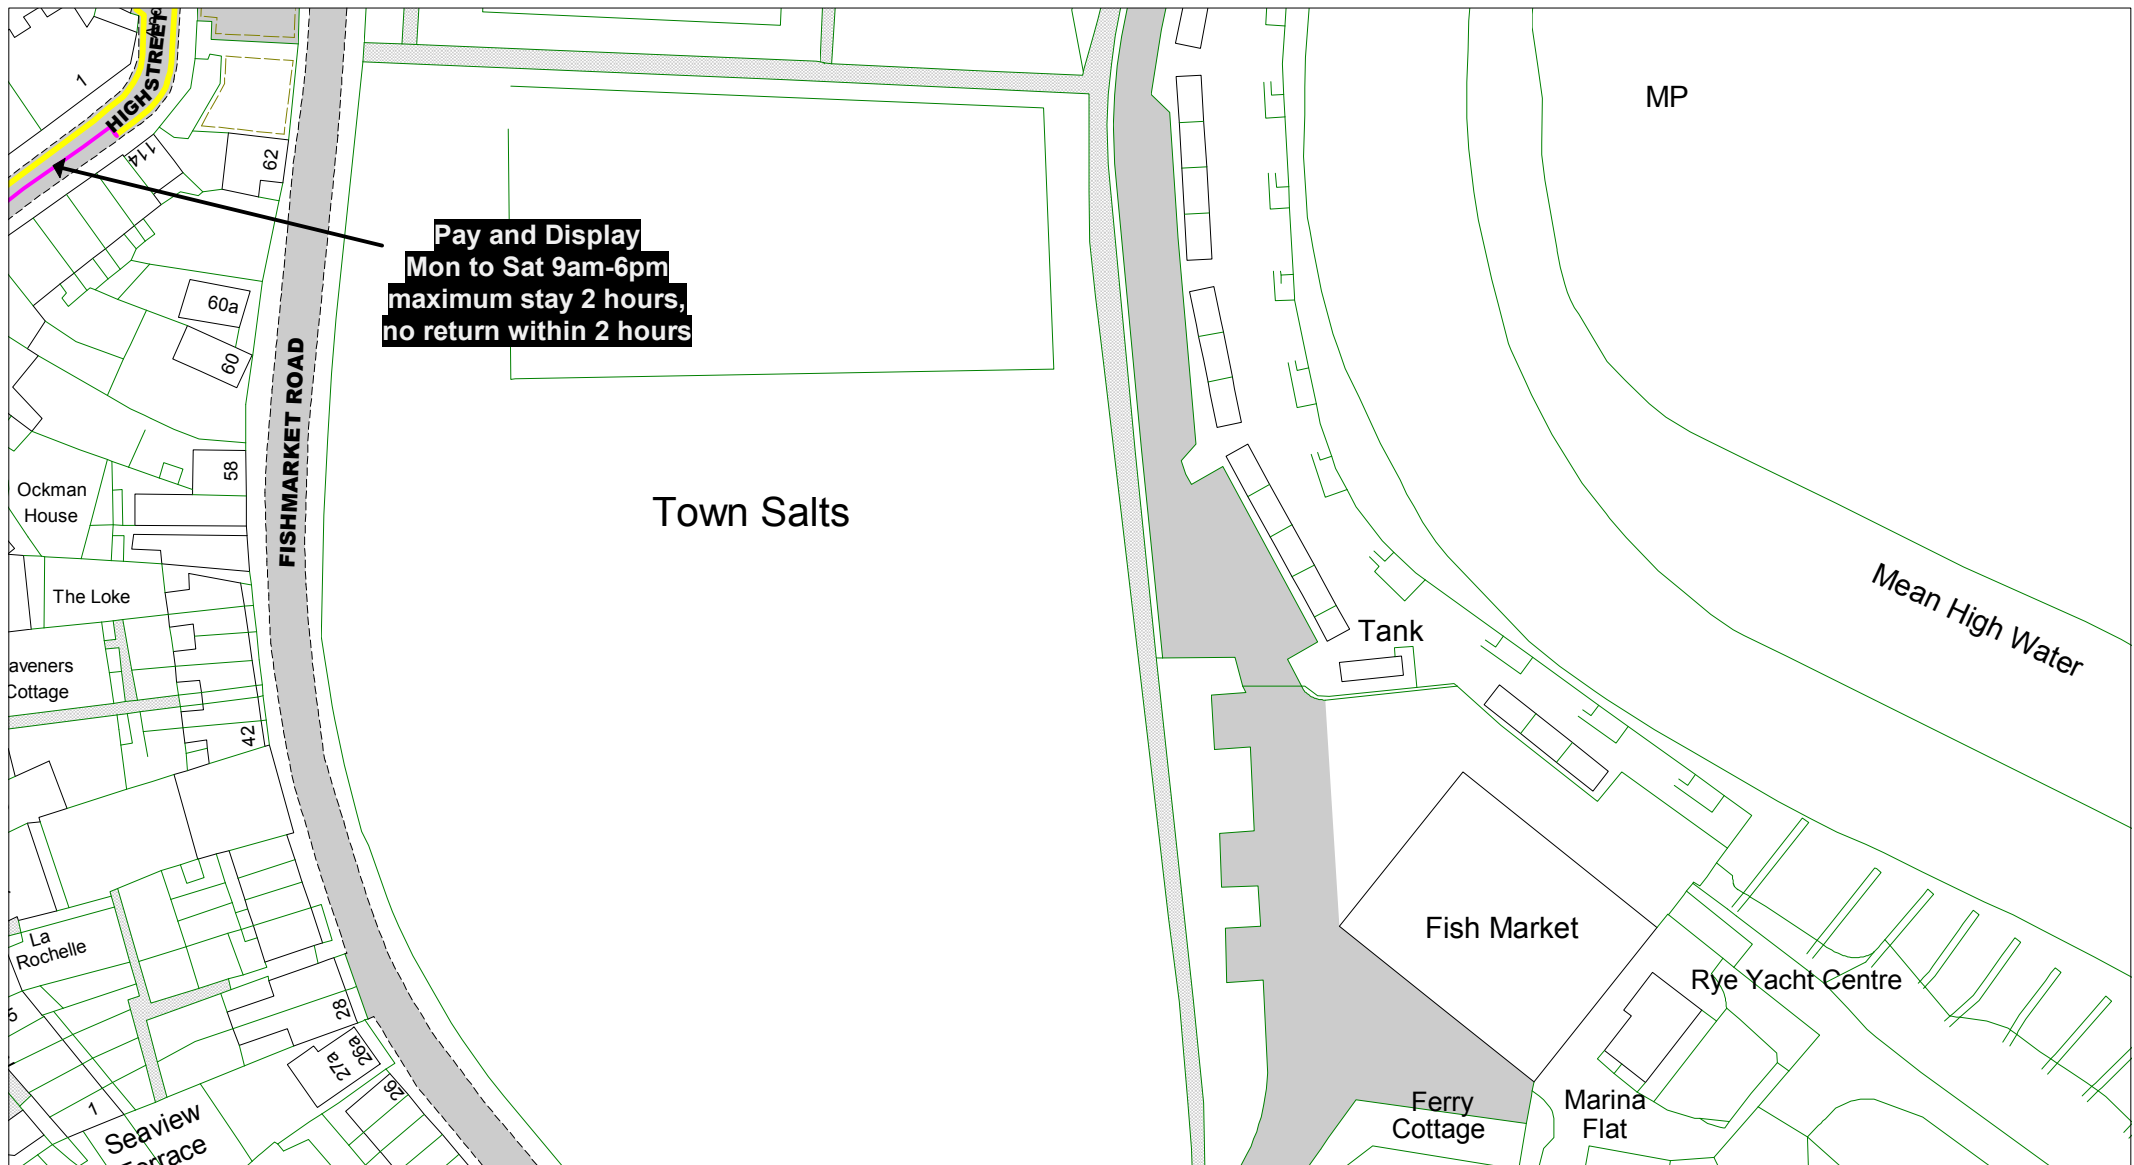 HIGH STREET
1
114
62
MP
Pay and Display
Mon to Sat 9am-6pm
maximum stay 2 hours,
no return within 2 hours
60a
60
FISHMARKET ROAD
58
Ockman
House
Town Salts
The Loke
Mean High Water
Tank
aveners
Cottage
42
Fish Market
La
Rochelle
Rye Yacht Centre
28
26a
27a
26
1
Seaview
Terrace
Ferry
Cottage
Marina
Flat